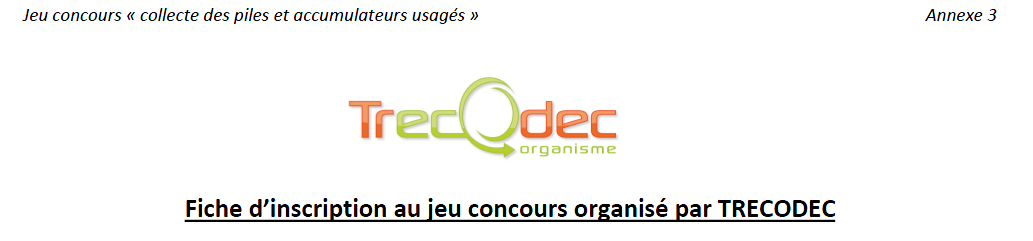 Jeu concours « collecte des piles et accumulateurs usagés » Annexe 3
Trecodec
organisme
Fiche d’inscription au jeu concours organisé par TRECODEC